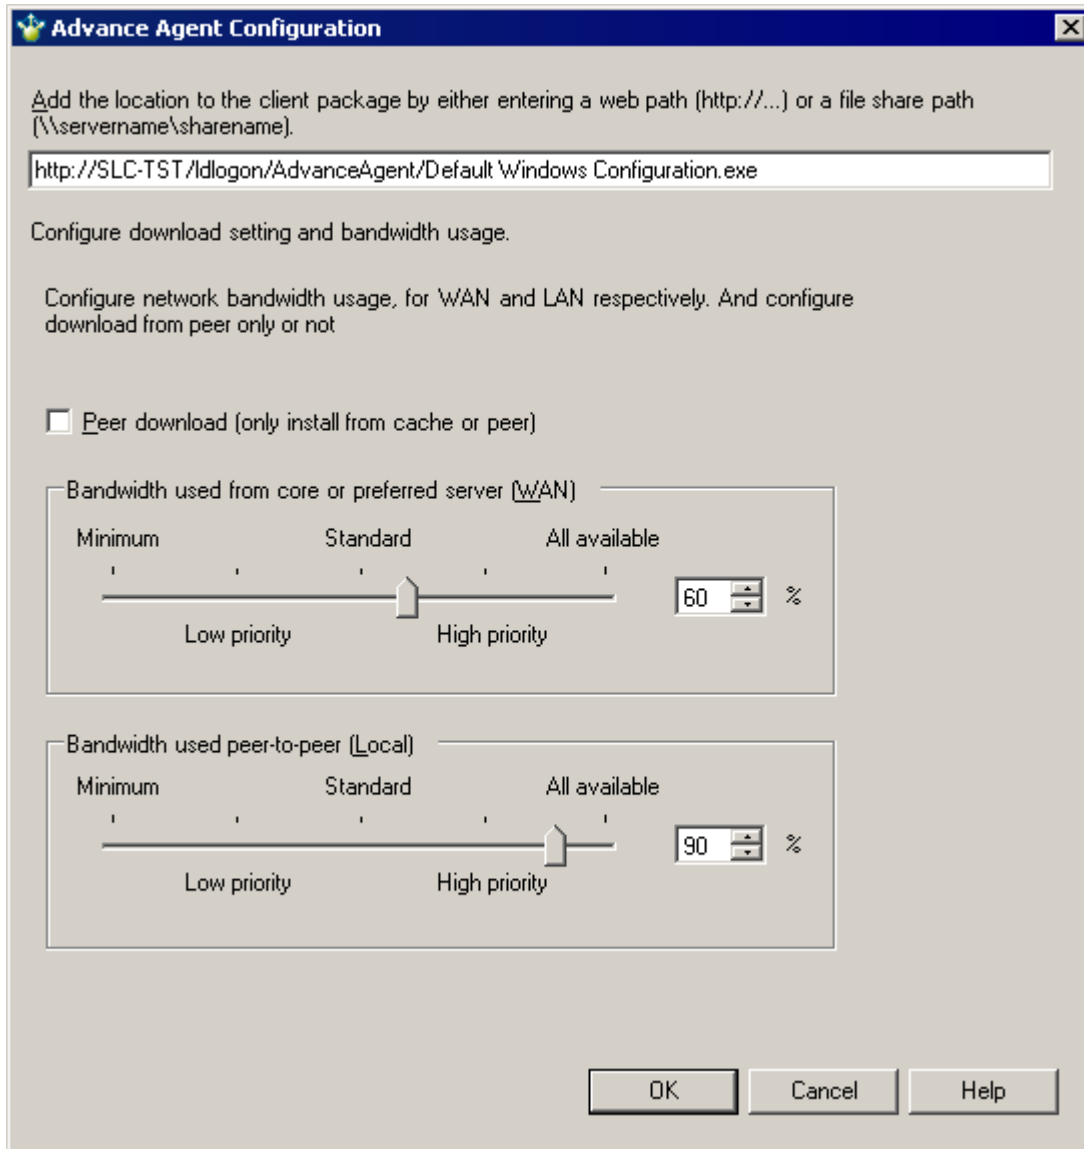 Advance Agent Configuration
Add the location to the client package by either entering a web path (http://...) or a file share path
(\\servername\sharename).
http://SLC-TST/ldlogon/AdvanceAgent/Default Windows Configuration.exe
Configure download setting and bandwidth usage.
Configure network bandwidth usage, for WAN and LAN respectively. And configure
download from peer only or not
Peer download (only install from cache or peer)
Bandwidth used from core or preferred server (WAN)
Minimum Standard All available
60 %
Low priority High priority
Bandwidth used peer-to-peer (Local)
Minimum Standard All available
90 %
Low priority High priority
OK Cancel Help